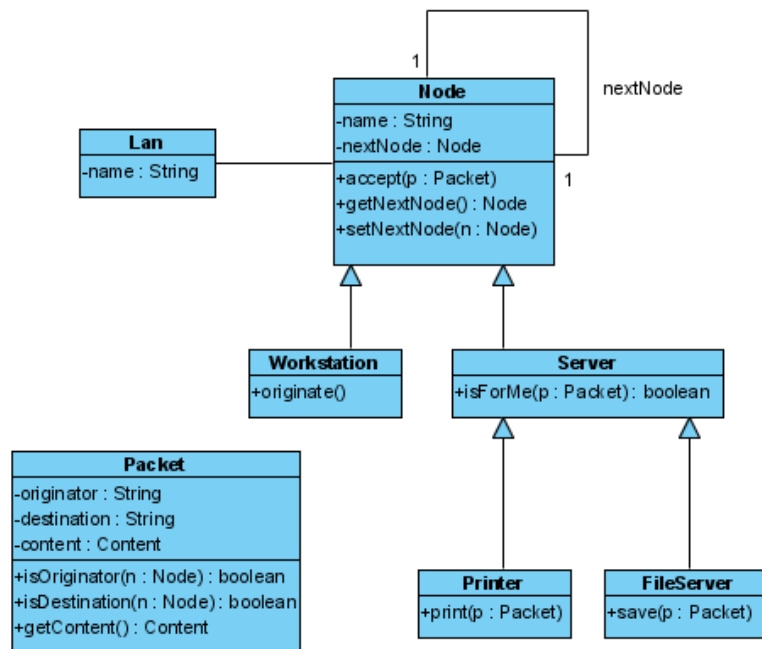 1
nextNode
Node
-name : String
-nextNode : Node
+accept(p : Packet)
+getNextNode() : Node
+setNextNode(n : Node)
1
Lan
-name : String
Workstation
+originate()
Server
+isForMe(p : Packet) : boolean
Packet
-originator : String
-destination : String
-content : Content
+isOriginator(n : Node) : boolean
+isDestination(n : Node) : boolean
+getContent() : Content
Printer
+print(p : Packet)
FileServer
+save(p : Packet)